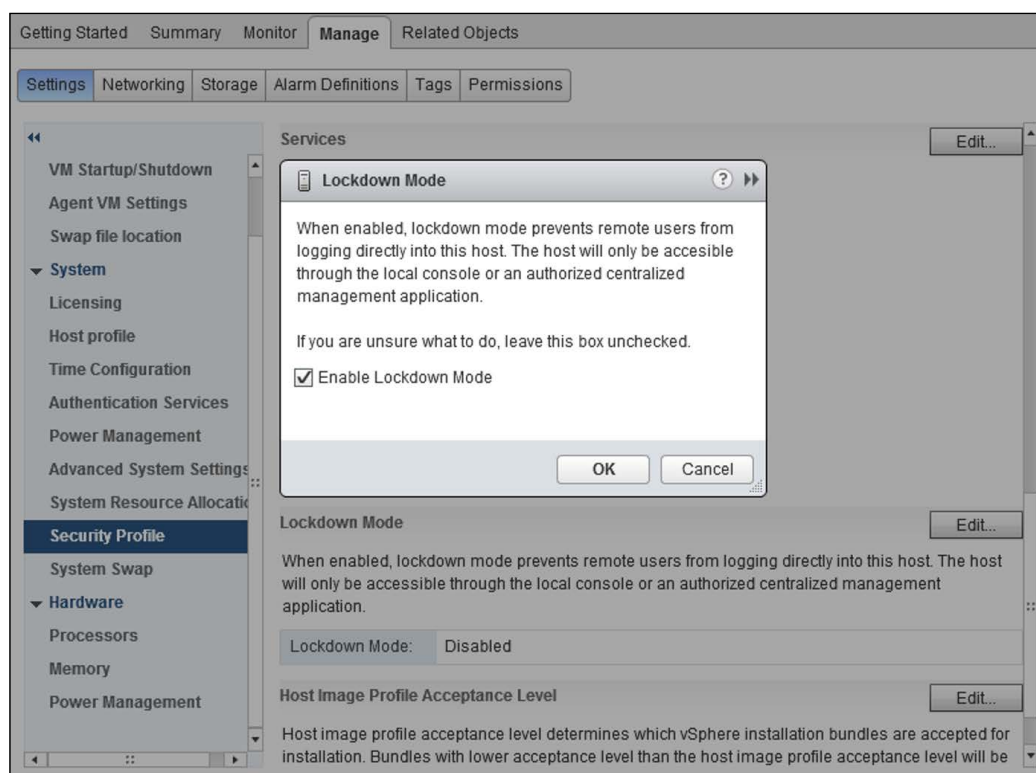 Getting Started Summary Monitor Manage Related Objects
Settings Networking Storage Alarm Definitions Tags Permissions
VM Startup/Shutdown
Agent VM Settings
Swap file location
System
Licensing
Host profile
Time Configuration
Authentication Services
Power Management
Advanced System Settings
System Resource Allocatio
Security Profile
System Swap
Hardware
Processors
Memory
Power Management
Services
Edit...
Lockdown Mode
?
When enabled, lockdown mode prevents remote users from
logging directly into this host. The host will only be accesible
through the local console or an authorized centralized
management application.
If you are unsure what to do, leave this box unchecked.
Enable Lockdown Mode
OK Cancel
Lockdown Mode
Edit...
When enabled, lockdown mode prevents remote users from logging directly into this host. The host
will only be accessible through the local console or an authorized centralized management
application.
Lockdown Mode: Disabled
Host Image Profile Acceptance Level
Edit...
Host image profile acceptance level determines which vSphere installation bundles are accepted for
installation. Bundles with lower acceptance level than the host image profile acceptance level will be